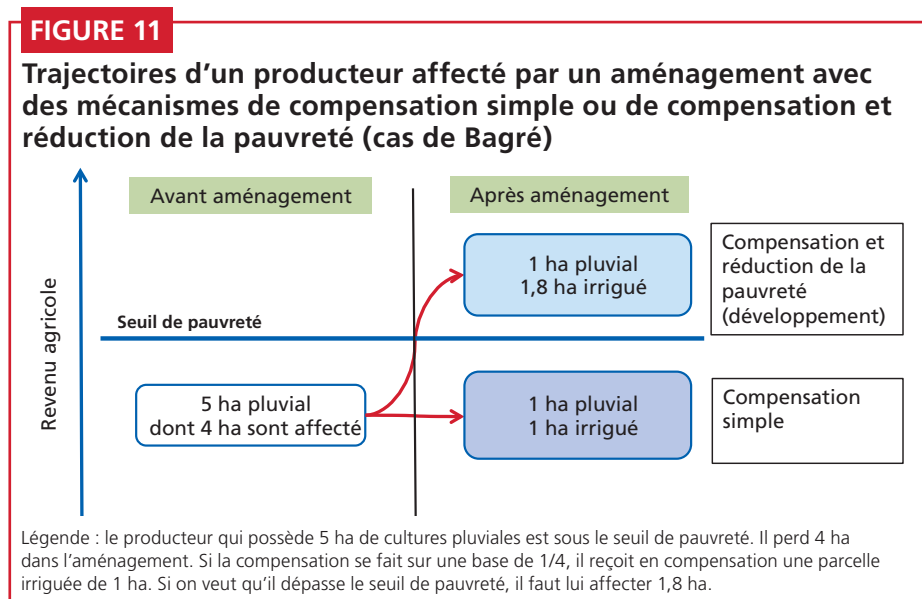 FIGURE 11
Trajectoires d'un producteur affecté par un aménagement avec
des mécanismes de compensation simple ou de compensation et
réduction de la pauvreté (cas de Bagré)
Avant aménagement
Après aménagement
Revenu agricole
1 ha pluvial
1,8 ha irrigué
Compensation et
réduction de la
pauvreté
(développement)
Seuil de pauvreté
5 ha pluvial
dont 4 ha sont affecté
1 ha pluvial
1 ha irrigué
Compensation
simple
Légende : le producteur qui possède 5 ha de cultures pluviales est sous le seuil de pauvreté. Il perd 4 ha
dans l'aménagement. Si la compensation se fait sur une base de 1/4, il reçoit en compensation une parcelle
irriguée de 1 ha. Si on veut qu'il dépasse le seuil de pauvreté, il faut lui affecter 1,8 ha.